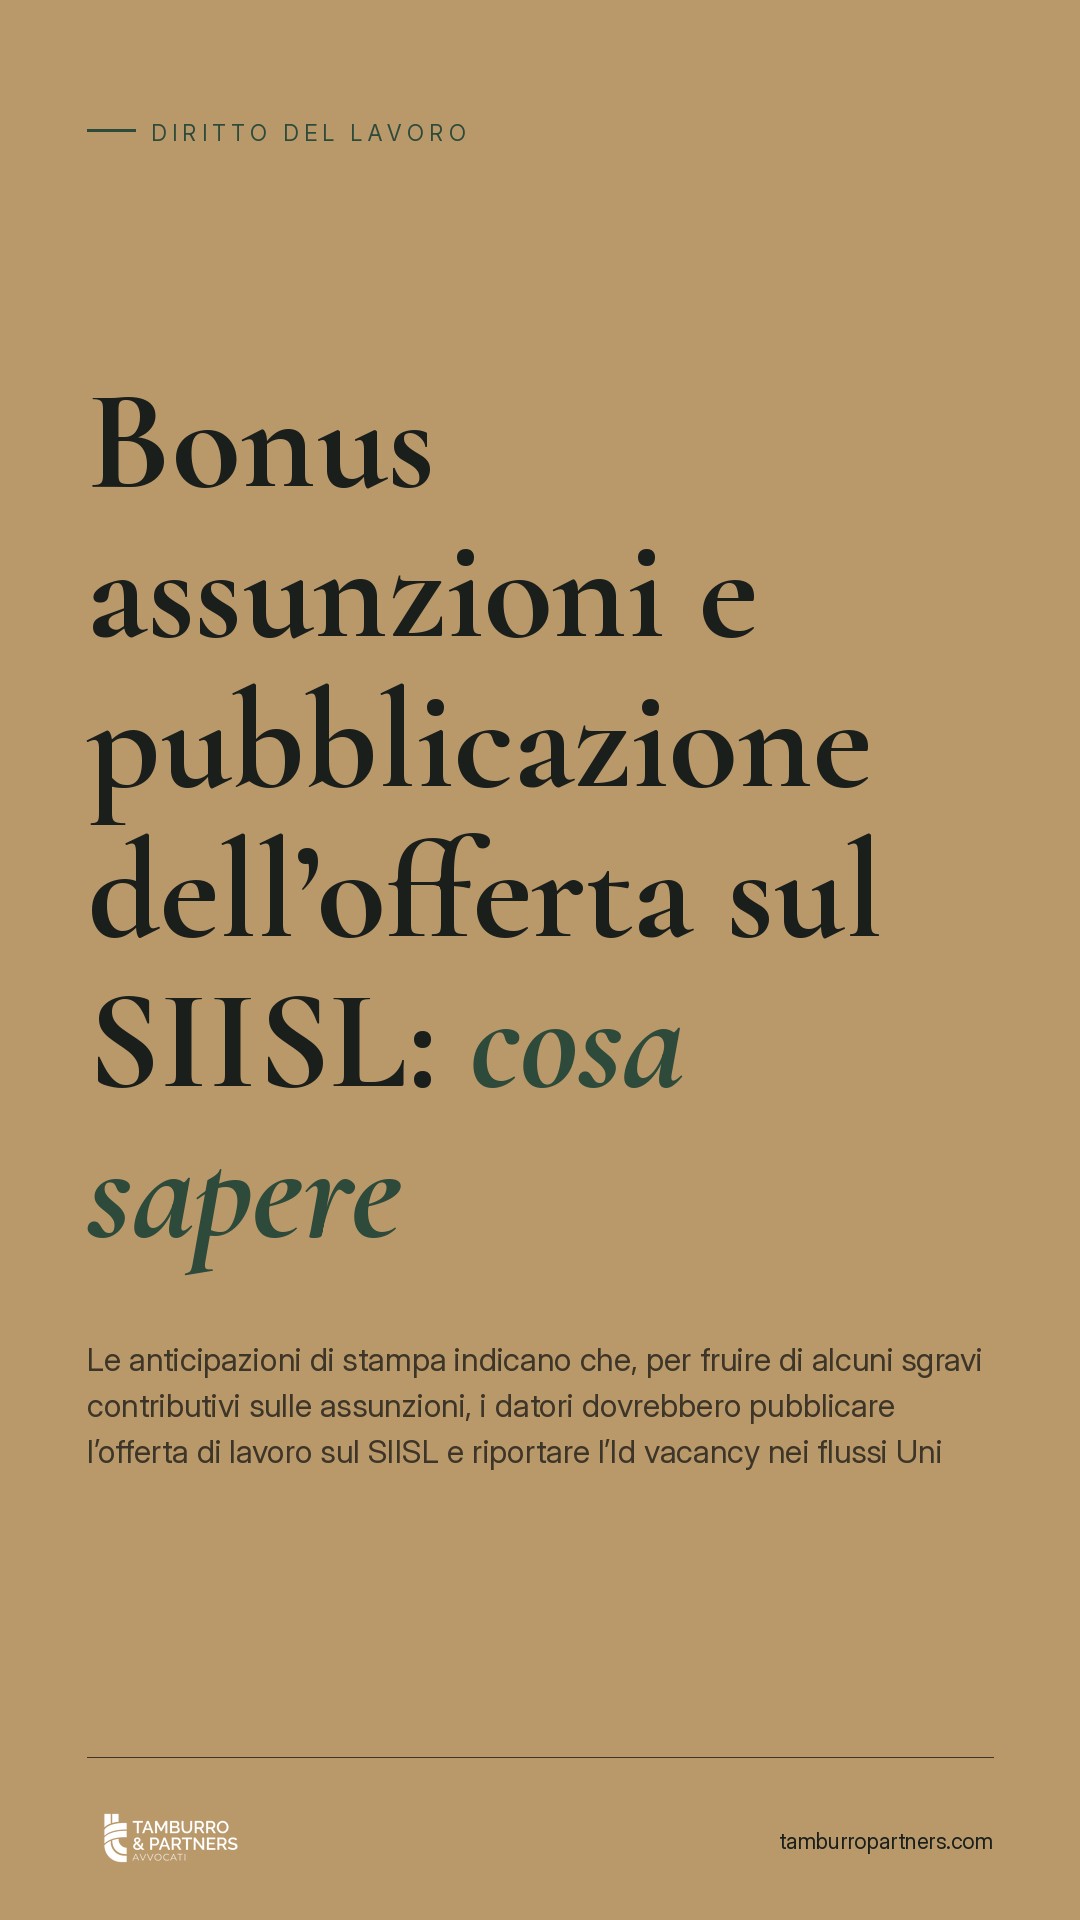 DIRITTO DEL LAVORO
Bonus
assunzioni e
pubblicazione
dell’offerta sul
SIISL: cosa
sapere
Le anticipazioni di stampa indicano che, per fruire di alcuni sgravi
contributivi sulle assunzioni, i datori dovrebbero pubblicare
l’offerta di lavoro sul SIISL e riportare l’Id vacancy nei flussi Uni
TAMBURRO
& PARTNERS
AVVOCATI
tamburropartners.com